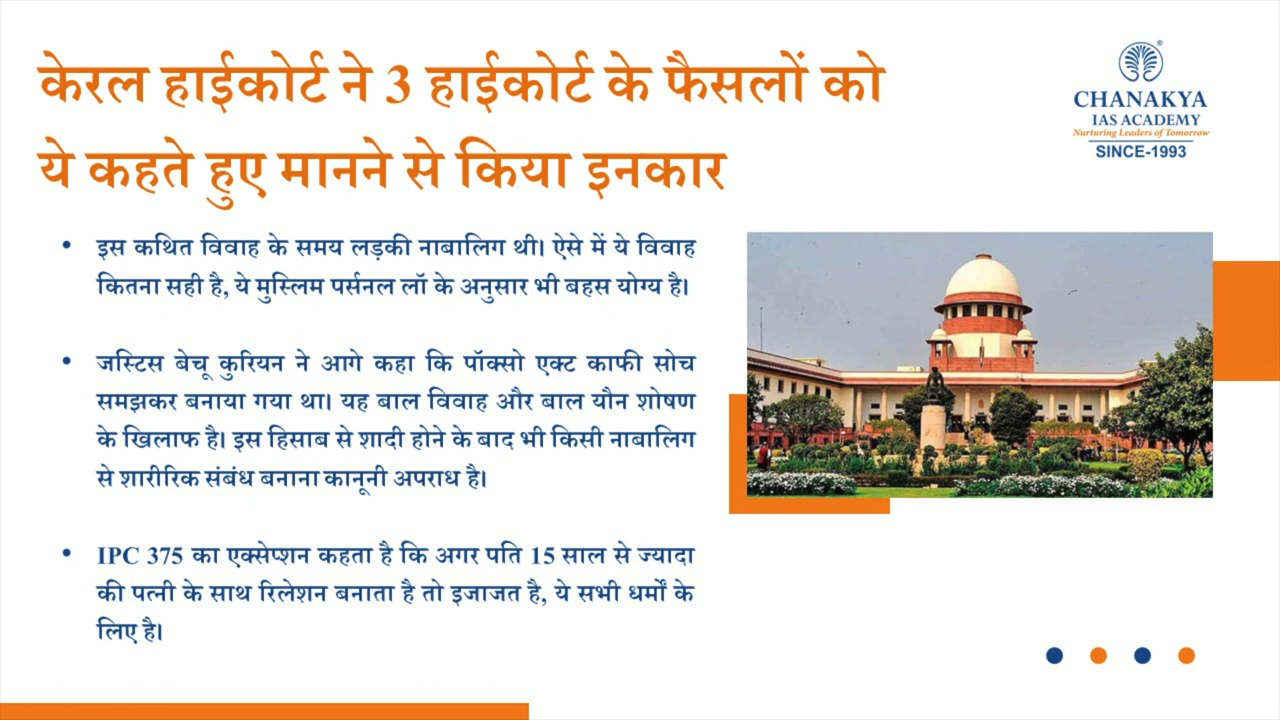 केरल हाईकोर्ट ने 3 हाईकोर्ट के फैसलों को
ये कहते हुए मानने से किया इनकार
CHANAKYA
IAS ACADEMY
Nurturing Leaders of Tomorrow
SINCE-1993
• इस कथित विवाह के समय लड़की नाबालिग थी। ऐसे में ये विवाह
कितना सही है, ये मुस्लिम पर्सनल लॉ के अनुसार भी बहस योग्य है।
• जस्टिस बेचू कुरियन ने आगे कहा कि पॉक्सो एक्ट काफी सोच
समझकर बनाया गया था। यह बाल विवाह और बाल यौन शोषण
के खिलाफ है। इस हिसाब से शादी होने के बाद भी किसी नाबालिग
से शारीरिक संबंध बनाना कानूनी अपराध है।
• IPC 375 का एक्सेप्शन कहता है कि अगर पति 15 साल से ज्यादा
की पत्नी के साथ रिलेशन बनाता है तो इजाजत है, ये सभी धर्मों के
लिए है।